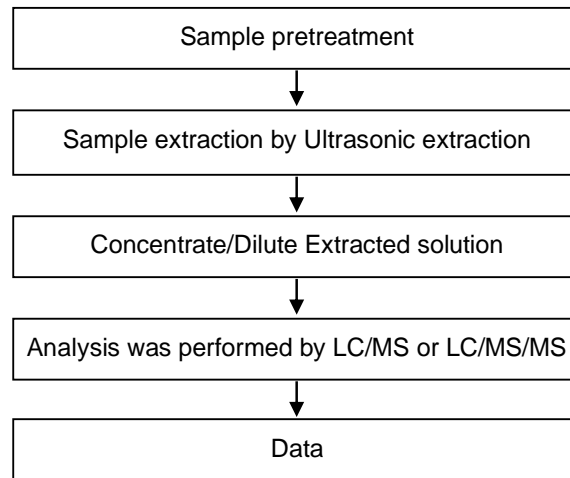 Sample pretreatment
Sample extraction by Ultrasonic extraction
Concentrate/Dilute Extracted solution
Analysis was performed by LC/MS or LC/MS/MS
Data